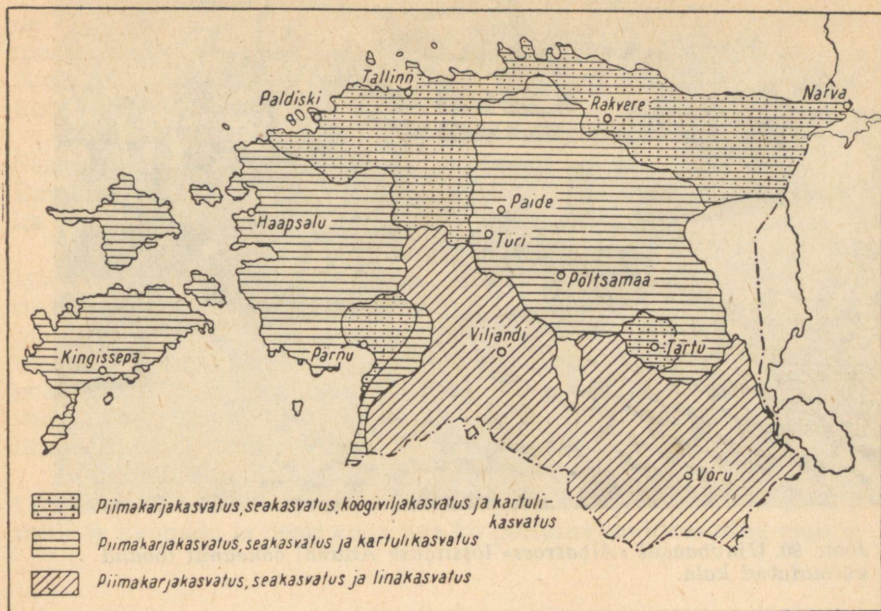 Tallinn
Paldiski
Narva
Rakvere
Haapsalu
Paide
Türi
Põltsamaa
Kingissepa
Pärnu
Viljandi
Tartu
Võru
Piimakarjakasvatus, seakasvatus, köögiviljakasvatus ja kartuli-
kasvatus
Piimakarjakasvatus, seakasvatus ja kartulikasvatus
Piimakarjakasvatus, seakasvatus ja linakasvatus